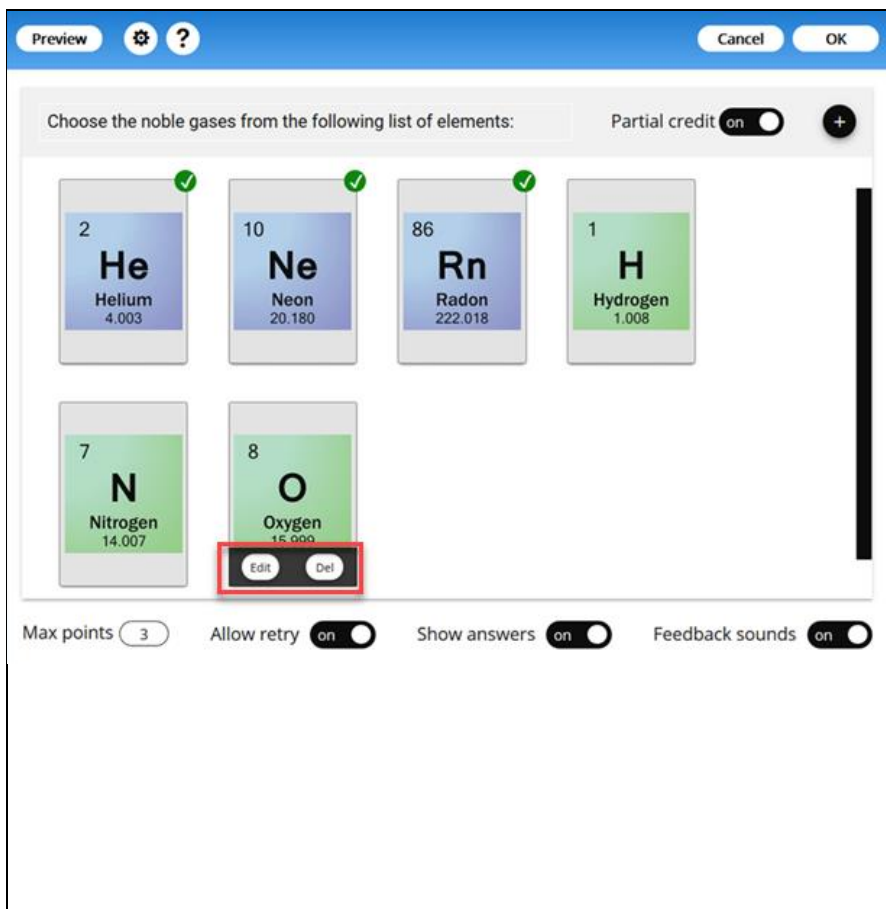 Preview ? Cancel OK
Choose the noble gases from the following list of elements: Partial credit on +
2
He
Helium
4.003
10
Ne
Neon
20.180
86
Rn
Radon
222.018
1
H
Hydrogen
1.008
7
N
Nitrogen
14.007
8
O
Oxygen
15.999
Edit Del
Max points 3 Allow retry on Show answers on Feedback sounds on